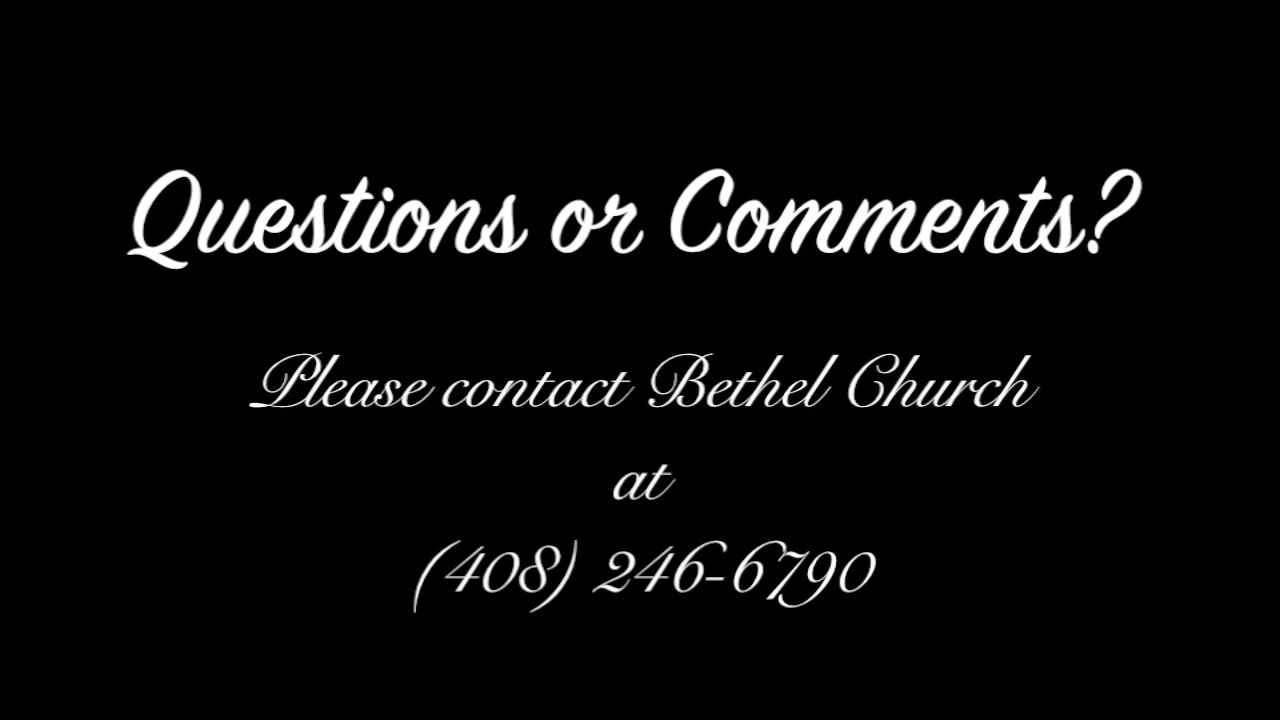 Questions or Comments?
Please contact Bethel Church
at
(408) 246-6790